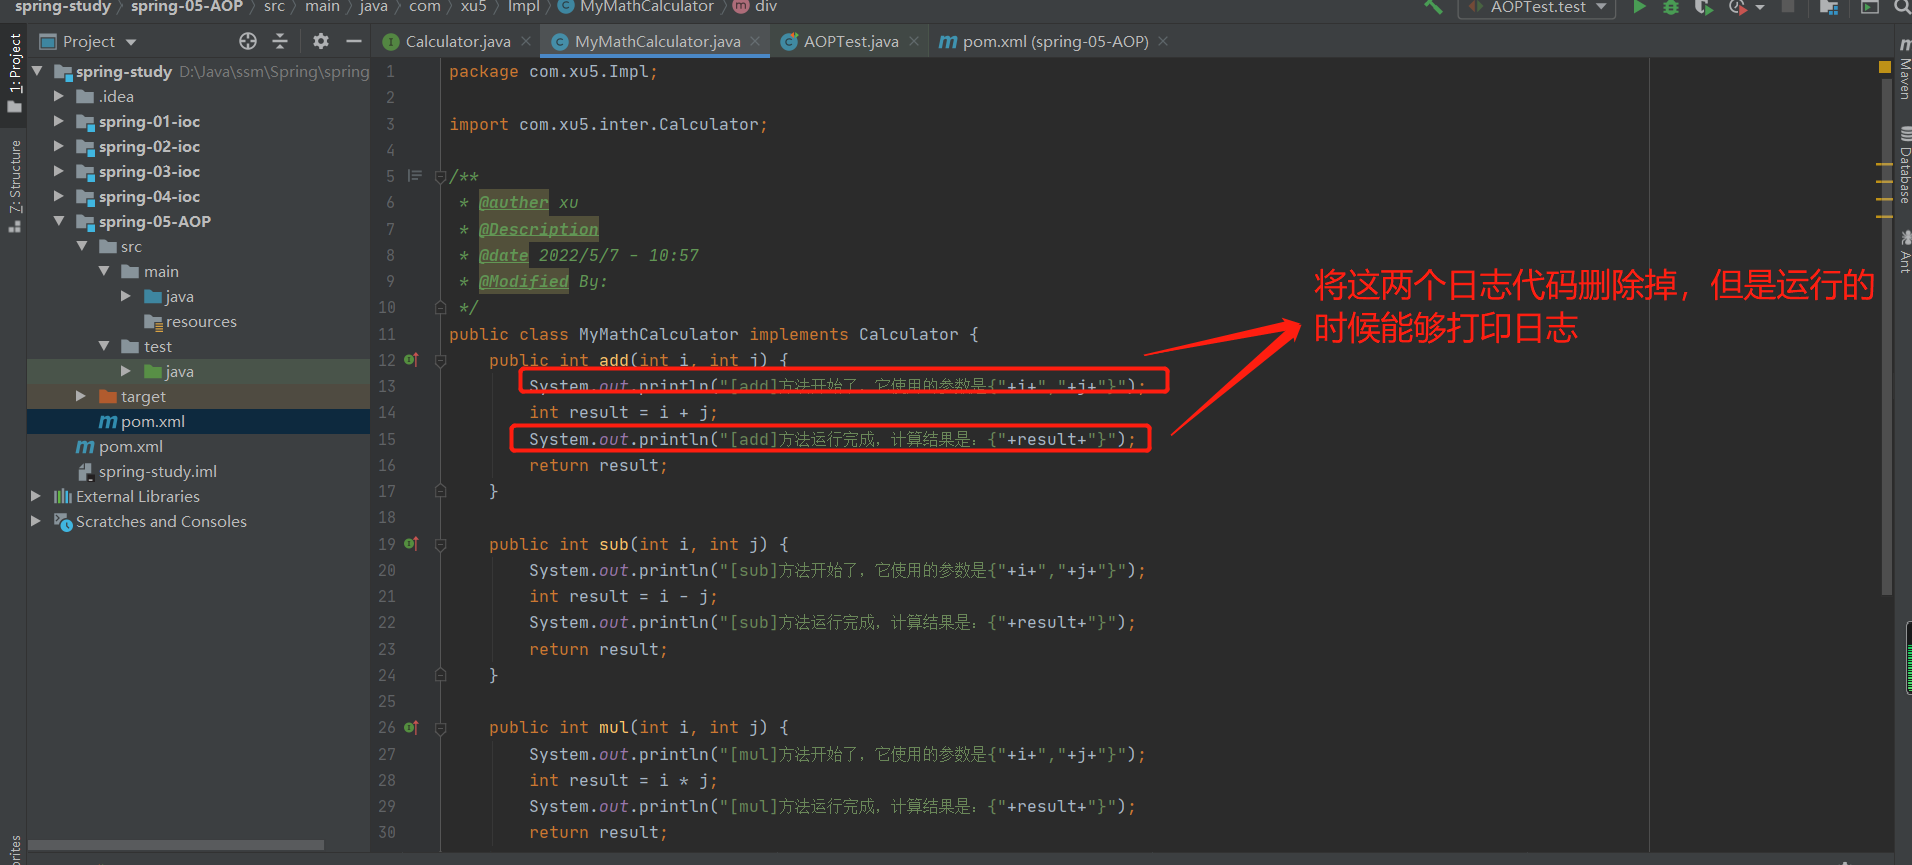 spring-study › spring-05-AOP › src › main › java › com › xu5 › Impl › MyMathCalculator › div
AOPTest.test
Project
Calculator.java
MyMathCalculator.java
AOPTest.java
pom.xml (spring-05-AOP)
1: Project
7: Structure
Maven
Database
Ant
spring-study D:\Java\ssm\Spring\spring
.idea
spring-01-ioc
spring-02-ioc
spring-03-ioc
spring-04-ioc
spring-05-AOP
src
main
java
resources
test
java
target
pom.xml
pom.xml
spring-study.iml
External Libraries
Scratches and Consoles
1 package com.xu5.Impl;
2
3 import com.xu5.inter.Calculator;
4
5 /**
6 * @auther xu
7 * @Description
8 * @date 2022/5/7 - 10:57
9 * @Modified By:
10 */
11 public class MyMathCalculator implements Calculator {
12 public int add(int i, int j) {
13 System.out.println("[add]方法开始了，它使用的参数是{"+i+","+j+"}");
14 int result = i + j;
15 System.out.println("[add]方法运行完成，计算结果是：{"+result+"}");
16 return result;
17 }
18
19 public int sub(int i, int j) {
20 System.out.println("[sub]方法开始了，它使用的参数是{"+i+","+j+"}");
21 int result = i - j;
22 System.out.println("[sub]方法运行完成，计算结果是：{"+result+"}");
23 return result;
24 }
25
26 public int mul(int i, int j) {
27 System.out.println("[mul]方法开始了，它使用的参数是{"+i+","+j+"}");
28 int result = i * j;
29 System.out.println("[mul]方法运行完成，计算结果是：{"+result+"}");
30 return result;
将这两个日志代码删除掉，但是运行的
时候能够打印日志